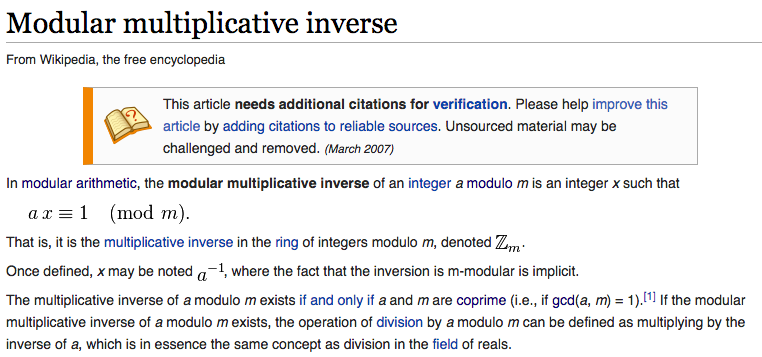 Modular multiplicative inverse
From Wikipedia, the free encyclopedia
This article needs additional citations for verification. Please help improve this
article by adding citations to reliable sources. Unsourced material may be
challenged and removed. (March 2007)
In modular arithmetic, the modular multiplicative inverse of an integer a modulo m is an integer x such that
a x ≡ 1 (mod m).
That is, it is the multiplicative inverse in the ring of integers modulo m, denoted ℤₘ.
Once defined, x may be noted a⁻¹, where the fact that the inversion is m-modular is implicit.
The multiplicative inverse of a modulo m exists if and only if a and m are coprime (i.e., if gcd(a, m) = 1).[1] If the modular
multiplicative inverse of a modulo m exists, the operation of division by a modulo m can be defined as multiplying by the
inverse of a, which is in essence the same concept as division in the field of reals.